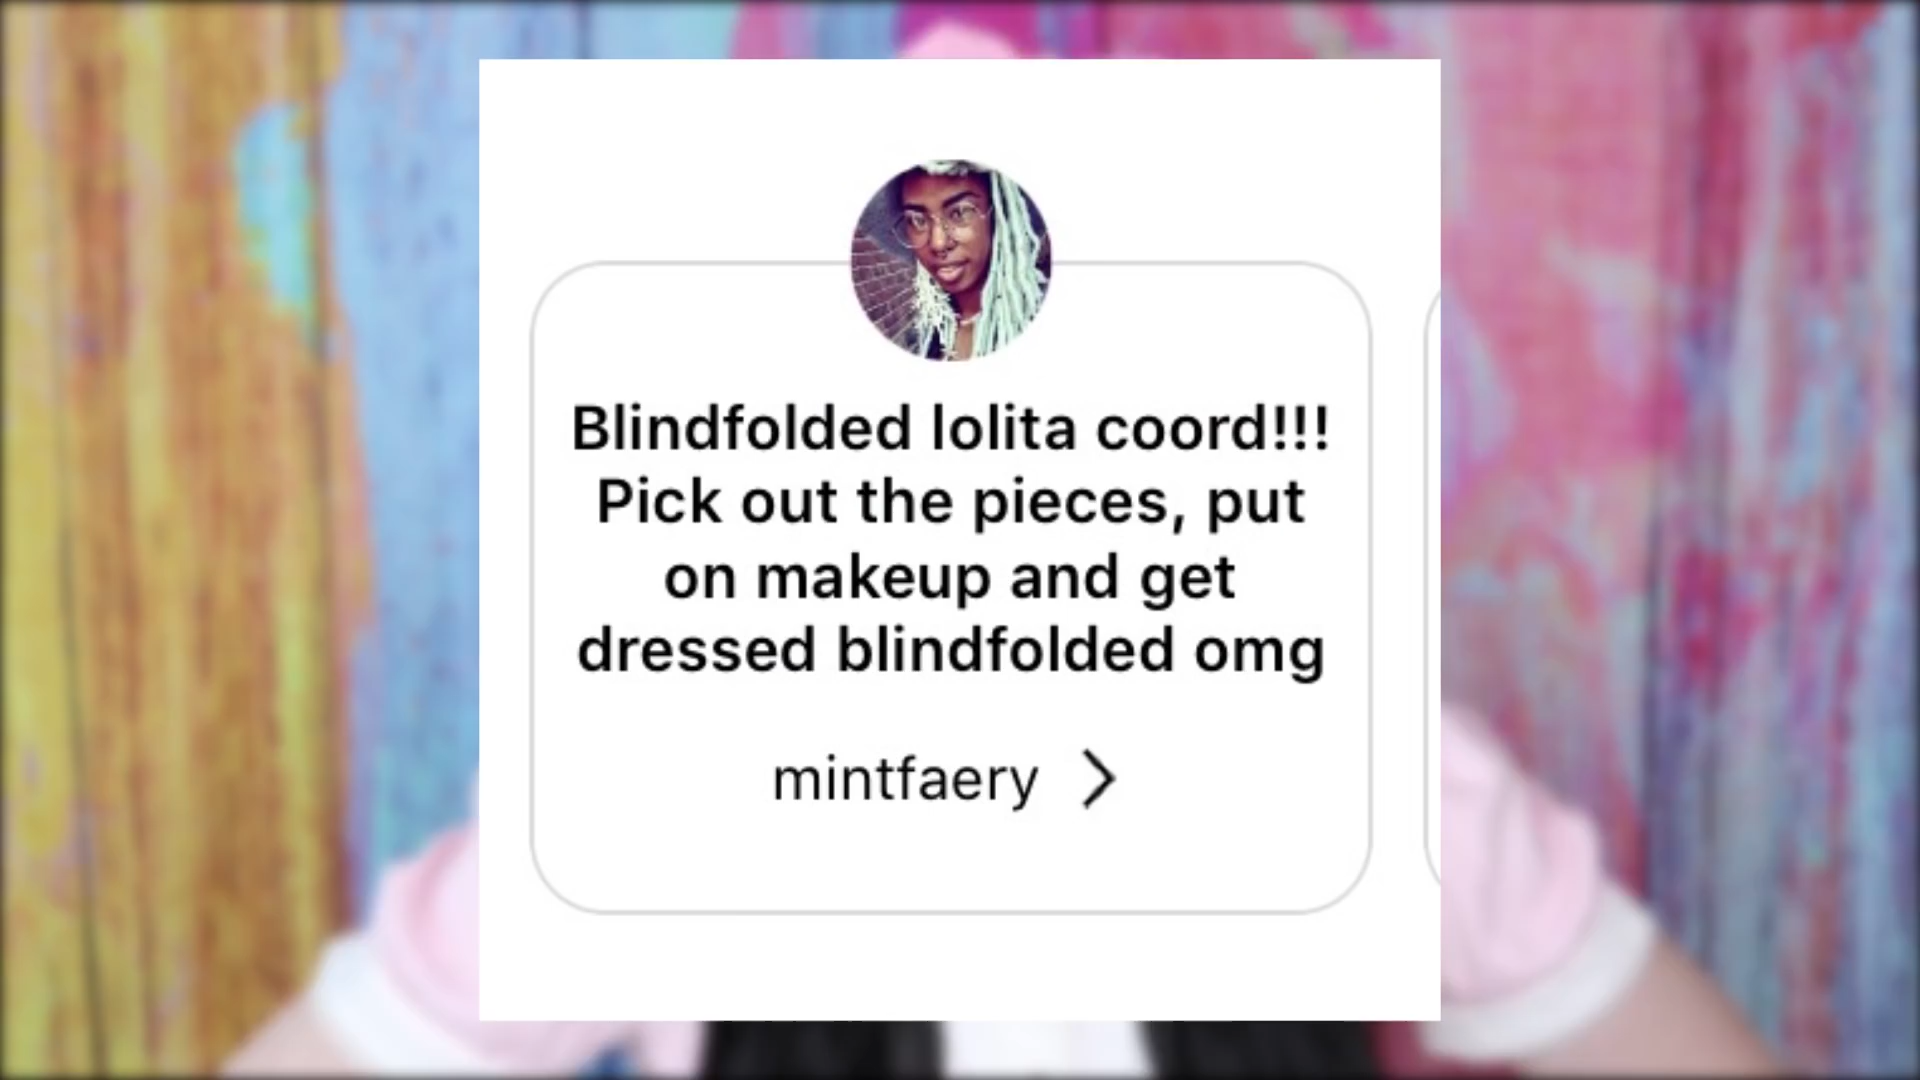 Blindfolded lolita coord!!!
Pick out the pieces, put
on makeup and get
dressed blindfolded omg
mintfaery